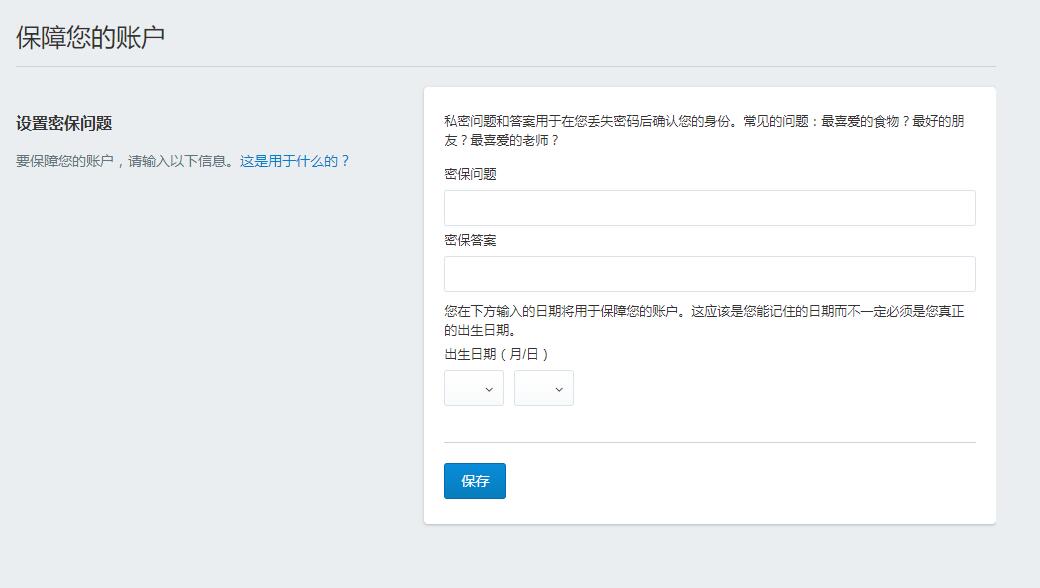 保障您的账户
设置密保问题
要保障您的账户，请输入以下信息。这是用于什么的？
私密问题和答案用于在您丢失密码后确认您的身份。常见的问题：最喜爱的食物？最好的朋
友？最喜爱的老师？
密保问题
密保答案
您在下方输入的日期将用于保障您的账户。这应该是您能记住的日期而不一定必须是您真正
的出生日期。
出生日期（月/日）
保存